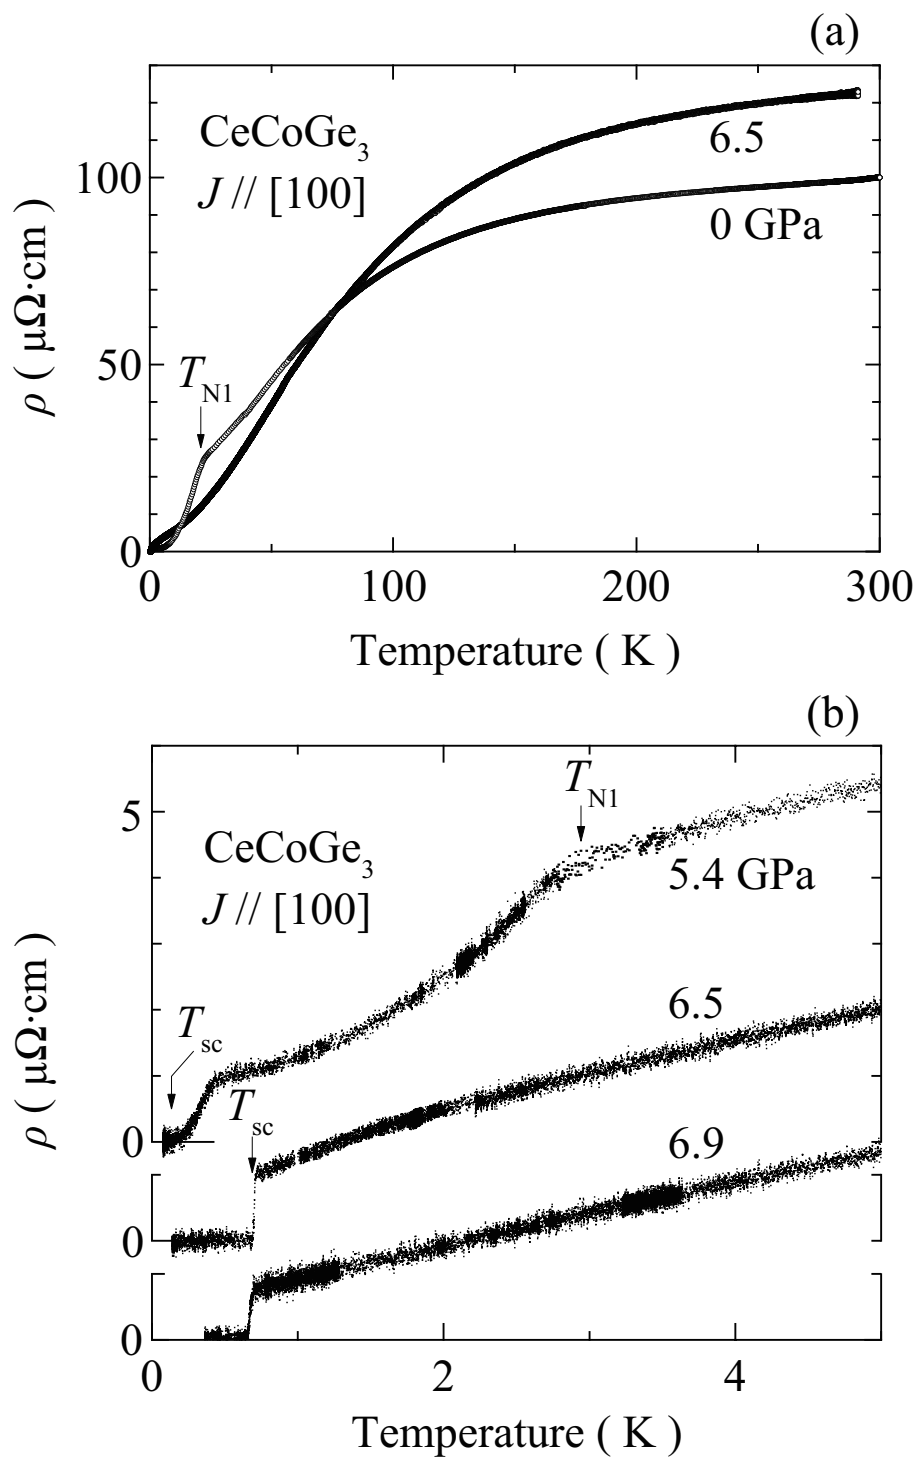 (a)
CeCoGe3
J // [100]
6.5
0 GPa
TN1
100
50
0
ρ ( μΩ·cm )
0 100 200 300
Temperature ( K )
(b)
TN1
CeCoGe3
J // [100]
5.4 GPa
Tsc
6.5
Tsc
6.9
5
0
0
0
ρ ( μΩ·cm )
0 2 4
Temperature ( K )